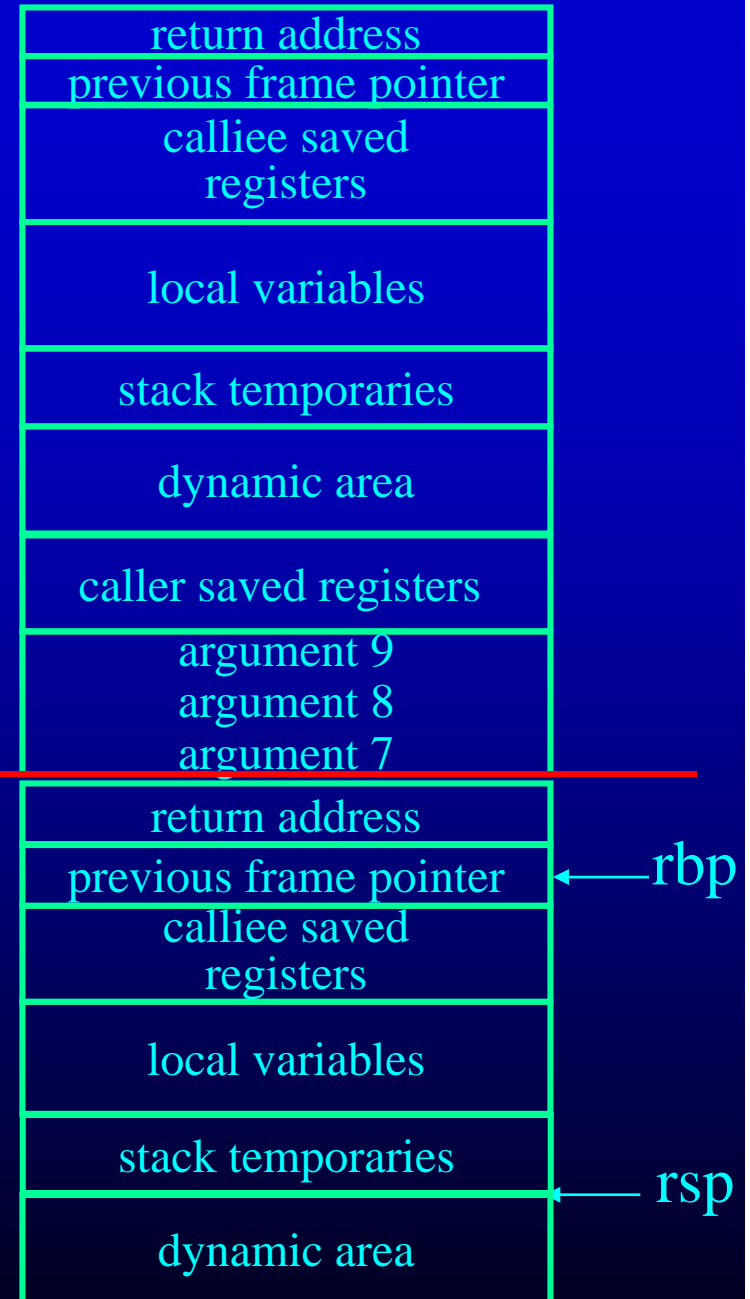 return address
previous frame pointer
calliee saved
registers
local variables
stack temporaries
dynamic area
caller saved registers
argument 9
argument 8
argument 7
return address
previous frame pointer
rbp
calliee saved
registers
local variables
stack temporaries
rsp
dynamic area